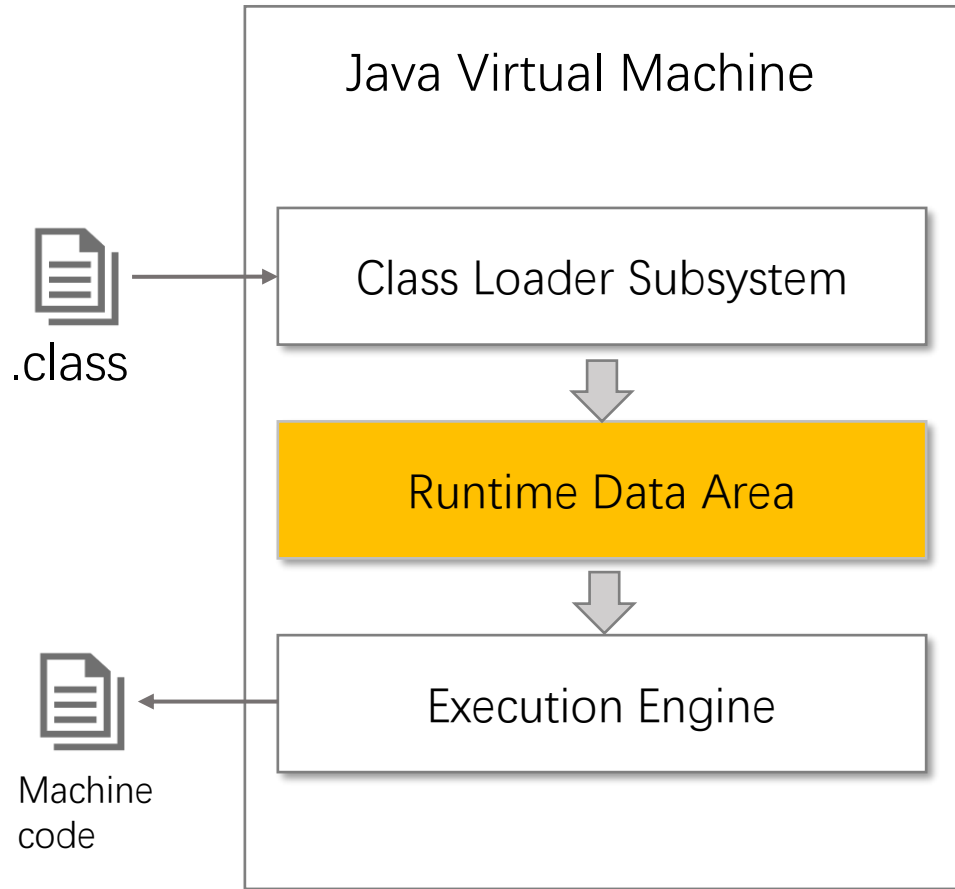 Java Virtual Machine
Class Loader Subsystem
.class
Runtime Data Area
Execution Engine
Machine
code